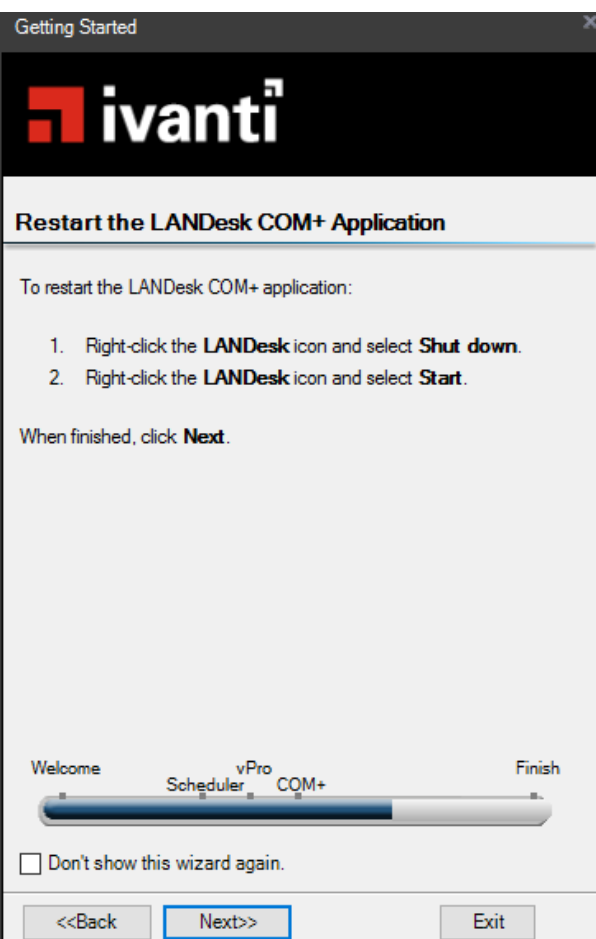 Getting Started
ivanti
Restart the LANDesk COM+ Application
To restart the LANDesk COM+ application:
1. Right-click the LANDesk icon and select Shut down.
2. Right-click the LANDesk icon and select Start.
When finished, click Next.
Welcome vPro Finish
Scheduler COM+
Don't show this wizard again.
<<Back Next>> Exit